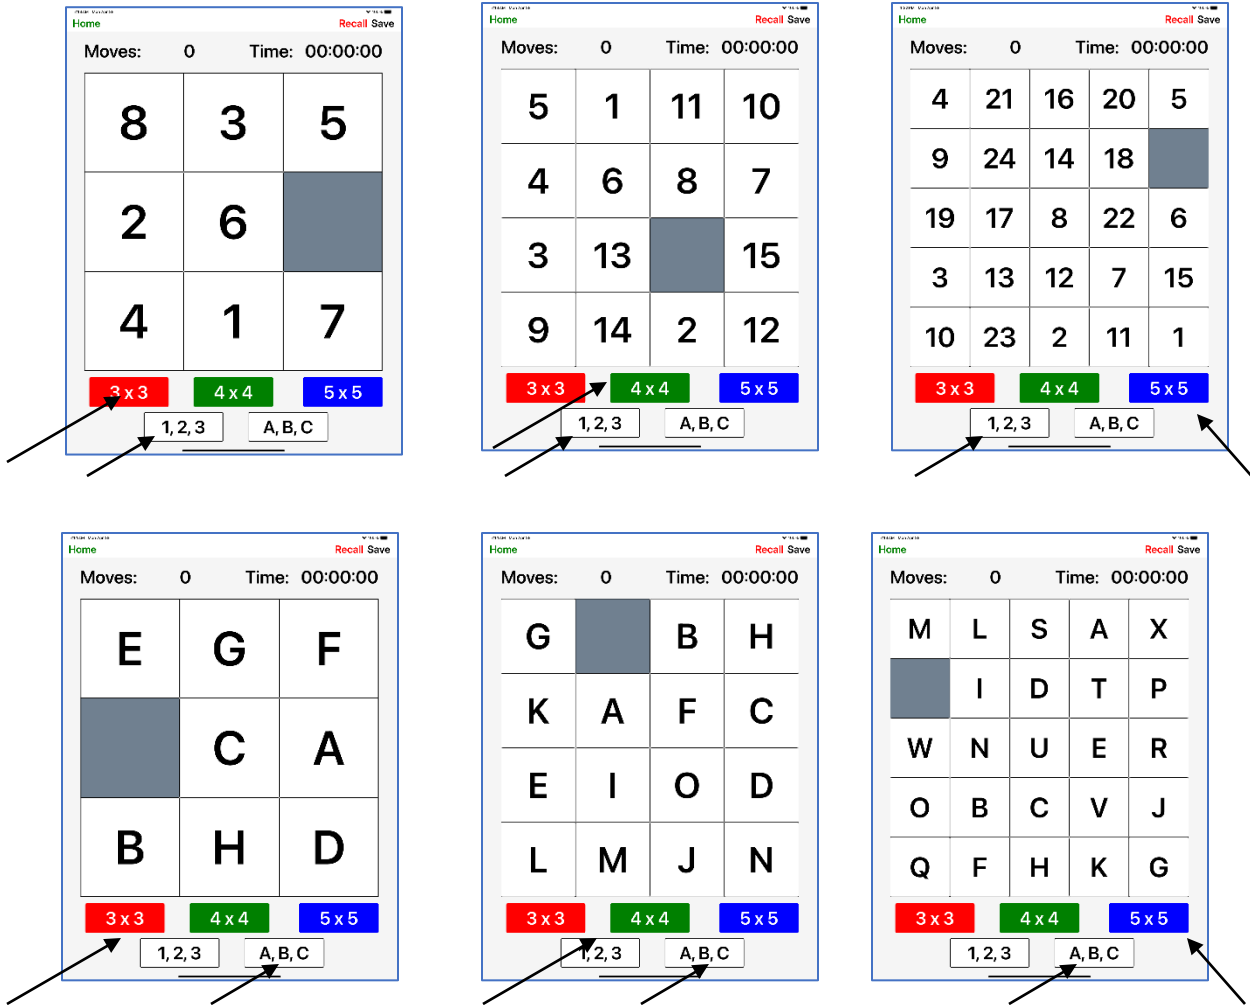 Home Recall Save
Moves: 0 Time: 00:00:00
8 3 5
2 6
4 1 7
3 x 3 4 x 4 5 x 5
1, 2, 3 A, B, C
Home Recall Save
Moves: 0 Time: 00:00:00
5 1 11 10
4 6 8 7
3 13 15
9 14 2 12
3 x 3 4 x 4 5 x 5
1, 2, 3 A, B, C
Home Recall Save
Moves: 0 Time: 00:00:00
4 21 16 20 5
9 24 14 18
19 17 8 22 6
3 13 12 7 15
10 23 2 11 1
3 x 3 4 x 4 5 x 5
1, 2, 3 A, B, C
Home Recall Save
Moves: 0 Time: 00:00:00
E G F
C A
B H D
3 x 3 4 x 4 5 x 5
1, 2, 3 A, B, C
Home Recall Save
Moves: 0 Time: 00:00:00
G B H
K A F C
E I O D
L M J N
3 x 3 4 x 4 5 x 5
1, 2, 3 A, B, C
Home Recall Save
Moves: 0 Time: 00:00:00
M L S A X
I D T P
W N U E R
O B C V J
Q F H K G
3 x 3 4 x 4 5 x 5
1, 2, 3 A, B, C